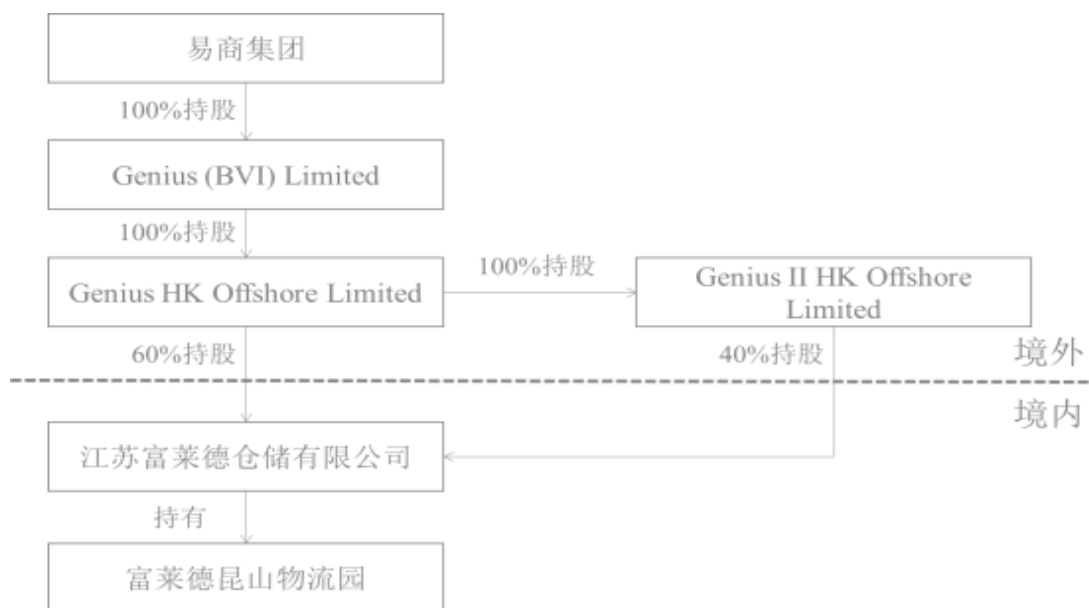 易商集团
100%持股
Genius (BVI) Limited
100%持股
Genius HK Offshore Limited
100%持股
Genius II HK Offshore
Limited
60%持股
40%持股
境外
境内
江苏富莱德仓储有限公司
持有
富莱德昆山物流园